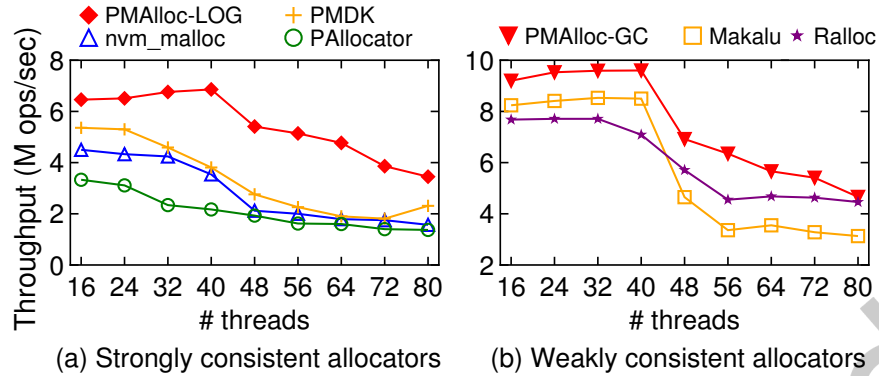 PMAlloc-LOG PMDK
nvm_malloc PAllocator
PMAlloc-GC Makalu Ralloc
Throughput (M ops/sec)
8
6
4
2
0
16 24 32 40 48 56 64 72 80
# threads
(a) Strongly consistent allocators
10
8
6
4
2
16 24 32 40 48 56 64 72 80
# threads
(b) Weakly consistent allocators